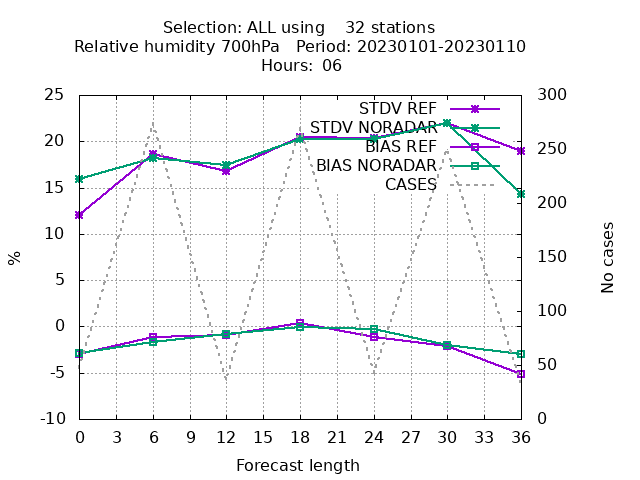 Selection: ALL using    32 stations
Relative humidity 700hPa   Period: 20230101-20230110
Hours: 06
25
20
15
10
5
0
-5
-10
%
300
250
200
150
100
50
0
No cases
STDV REF
STDV NORADAR
BIAS REF
BIAS NORADAR
CASES
0 3 6 9 12 15 18 21 24 27 30 33 36
Forecast length